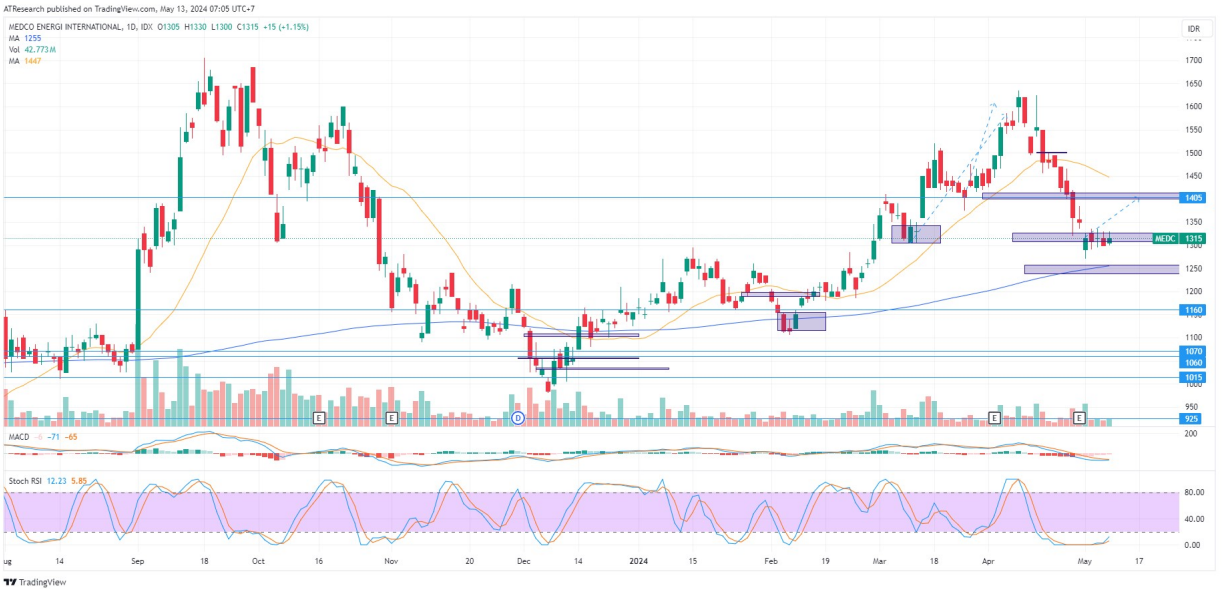 ATResearch published on TradingView.com, May 13, 2024 07:05 UTC+7
MEDCO ENERGI INTERNATIONAL, 1D, IDX O1305 H1330 L1300 C1315 +15 (+1.15%)
IDR
MA 1255
Vol 42.773M
MA 1447
1700
1650
1600
1550
1500
1450
1405
1350
MEDC 1315
1300
1250
1200
1160
1100
1070
1060
1015
1000
950
925
E
E
D
E
E
MACD -6 -71 -65
200
Stoch RSI 12.23 5.85
80.00
40.00
0.00
ug 14 Sep 18 Oct 16 Nov 20 Dec 14 2024 15 Feb 19 Mar 18 Apr May 17
TradingView